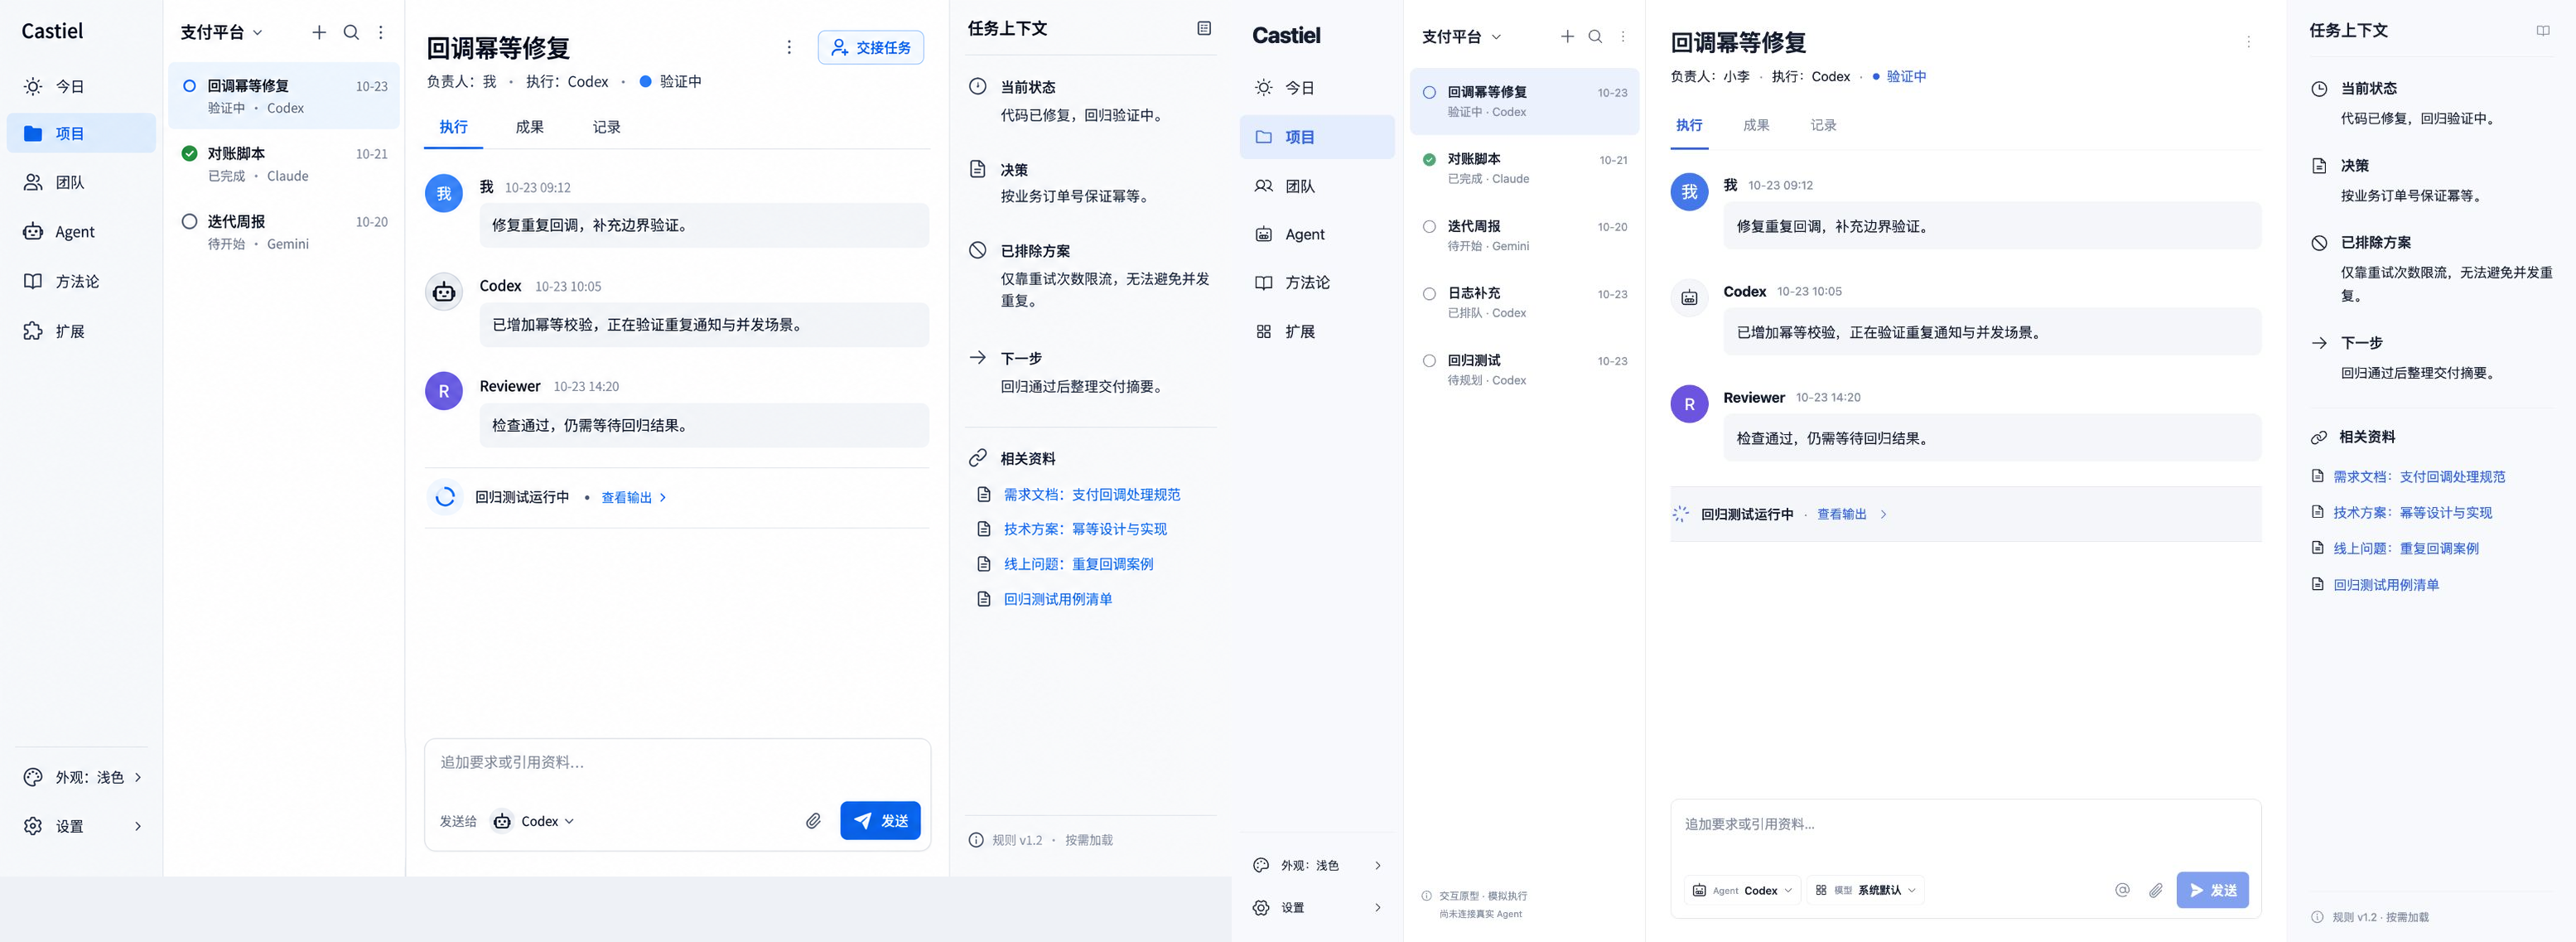 Castiel
今日
项目
团队
Agent
方法论
扩展
外观：浅色
设置
支付平台
回调幂等修复
10-23
验证中 • Codex
对账脚本
10-21
已完成 • Claude
迭代周报
10-20
待开始 • Gemini
回调幂等修复
交接任务
负责人：我 • 执行：Codex • 验证中
执行
成果
记录
我
我 10-23 09:12
修复重复回调，补充边界验证。
Codex 10-23 10:05
已增加幂等校验，正在验证重复通知与并发场景。
R
Reviewer 10-23 14:20
检查通过，仍需等待回归结果。
回归测试运行中 • 查看输出
追加要求或引用资料...
发送给 Codex
发送
任务上下文
当前状态
代码已修复，回归验证中。
决策
按业务订单号保证幂等。
已排除方案
仅靠重试次数限流，无法避免并发
重复。
下一步
回归通过后整理交付摘要。
相关资料
需求文档：支付回调处理规范
技术方案：幂等设计与实现
线上问题：重复回调案例
回归测试用例清单
规则 v1.2 • 按需加载
Castiel
今日
项目
团队
Agent
方法论
扩展
外观：浅色
设置
支付平台
回调幂等修复
10-23
验证中 · Codex
对账脚本
10-21
已完成 · Claude
迭代周报
10-20
待开始 · Gemini
日志补充
10-23
已排队 · Codex
回归测试
10-23
待规划 · Codex
交互原型 · 模拟执行
尚未连接真实 Agent
回调幂等修复
负责人：小李 · 执行：Codex · 验证中
执行
成果
记录
我
我 10-23 09:12
修复重复回调，补充边界验证。
Codex 10-23 10:05
已增加幂等校验，正在验证重复通知与并发场景。
R
Reviewer 10-23 14:20
检查通过，仍需等待回归结果。
回归测试运行中 · 查看输出
追加要求或引用资料...
Agent Codex
模型 系统默认
@
发送
任务上下文
当前状态
代码已修复，回归验证中。
决策
按业务订单号保证幂等。
已排除方案
仅靠重试次数限流，无法避免并发重
复。
下一步
回归通过后整理交付摘要。
相关资料
需求文档：支付回调处理规范
技术方案：幂等设计与实现
线上问题：重复回调案例
回归测试用例清单
规则 v1.2 · 按需加载